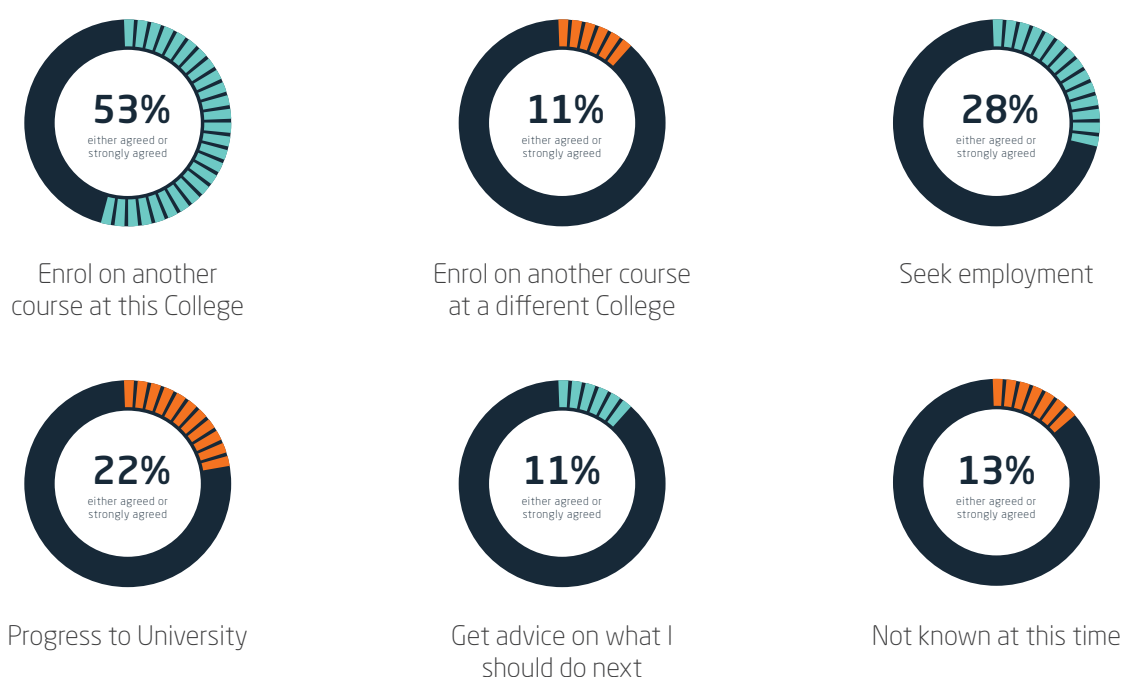 53%
either agreed or
strongly agreed
Enrol on another
course at this College
11%
either agreed or
strongly agreed
Enrol on another course
at a different College
28%
either agreed or
strongly agreed
Seek employment
22%
either agreed or
strongly agreed
Progress to University
11%
either agreed or
strongly agreed
Get advice on what I
should do next
13%
either agreed or
strongly agreed
Not known at this time